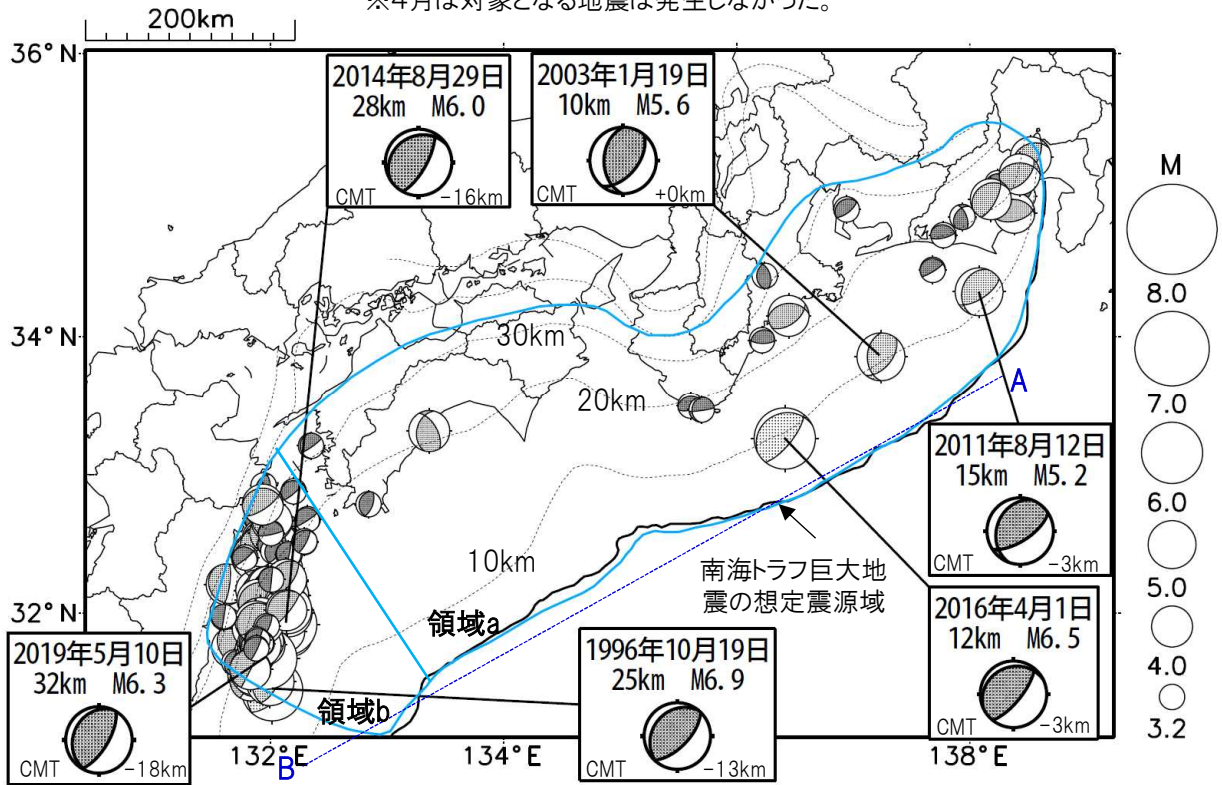 ※4月は対象となる地震は発生しなかった。
200km
36°N
34°N
32°N
132°E
134°E
136°E
138°E
2014年8月29日
28km M6.0
CMT -16km
2003年1月19日
10km M5.6
CMT +0km
30km
20km
10km
A
B
南海トラフ巨大地
震の想定震源域
領域a
領域b
2011年8月12日
15km M5.2
CMT -3km
2016年4月1日
12km M6.5
CMT -3km
1996年10月19日
25km M6.9
CMT -13km
2019年5月10日
32km M6.3
CMT -18km
M
8.0
7.0
6.0
5.0
4.0
3.2